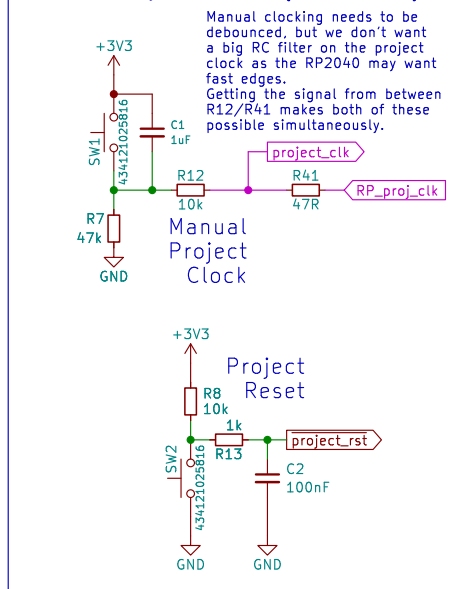 Manual clocking needs to be
debounced, but we don't want
a big RC filter on the project
clock as the RP2040 may want
fast edges.
Getting the signal from between
R12/R41 makes both of these
possible simultaneously.
+3V3
SW1
434121025816
C1
1uF
project_clk
R12
10k
R41
47R
RP_proj_clk
R7
47k
GND
Manual
Project
Clock
+3V3
Project
Reset
R8
10k
1k
R13
project_rst
SW2
434121025816
C2
100nF
GND
GND